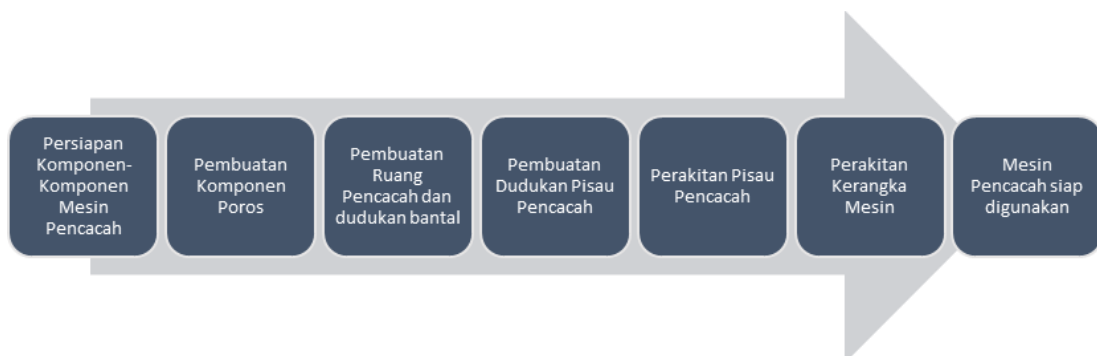 Persiapan
Komponen-
Komponen
Mesin
Pencacah
Pembuatan
Komponen
Poros
Pembuatan
Ruang
Pencacah dan
dudukan bantal
Pembuatan
Dudukan Pisau
Pencacah
Perakitan Pisau
Pencacah
Perakitan
Kerangka
Mesin
Mesin
Pencacah siap
digunakan